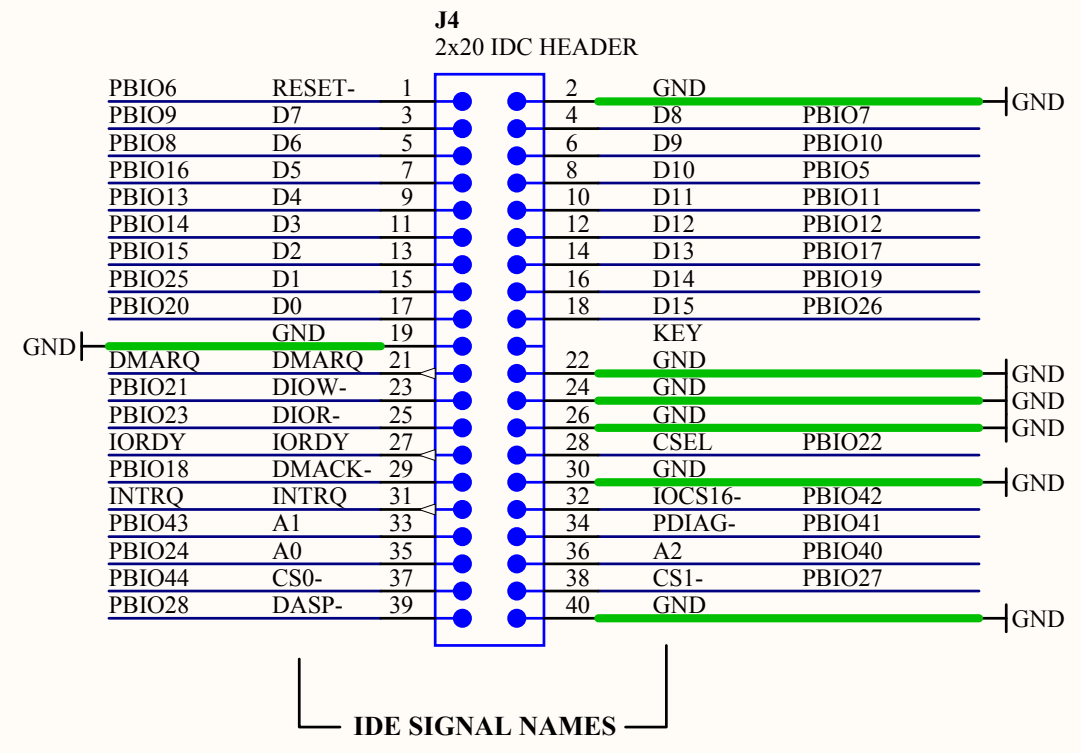 J4
2x20 IDC HEADER
PBIO6 RESET- 1 2 GND GND
PBIO9 D7 3 4 D8 PBIO7
PBIO8 D6 5 6 D9 PBIO10
PBIO16 D5 7 8 D10 PBIO5
PBIO13 D4 9 10 D11 PBIO11
PBIO14 D3 11 12 D12 PBIO12
PBIO15 D2 13 14 D13 PBIO17
PBIO25 D1 15 16 D14 PBIO19
PBIO20 D0 17 18 D15 PBIO26
GND GND 19 KEY
DMARQ DMARQ 21 22 GND GND
PBIO21 DIOW- 23 24 GND GND
PBIO23 DIOR- 25 26 GND GND
IORDY IORDY 27 28 CSEL PBIO22
PBIO18 DMACK- 29 30 GND GND
INTRQ INTRQ 31 32 IOCS16- PBIO42
PBIO43 A1 33 34 PDIAG- PBIO41
PBIO24 A0 35 36 A2 PBIO40
PBIO44 CS0- 37 38 CS1- PBIO27
PBIO28 DASP- 39 40 GND GND
IDE SIGNAL NAMES